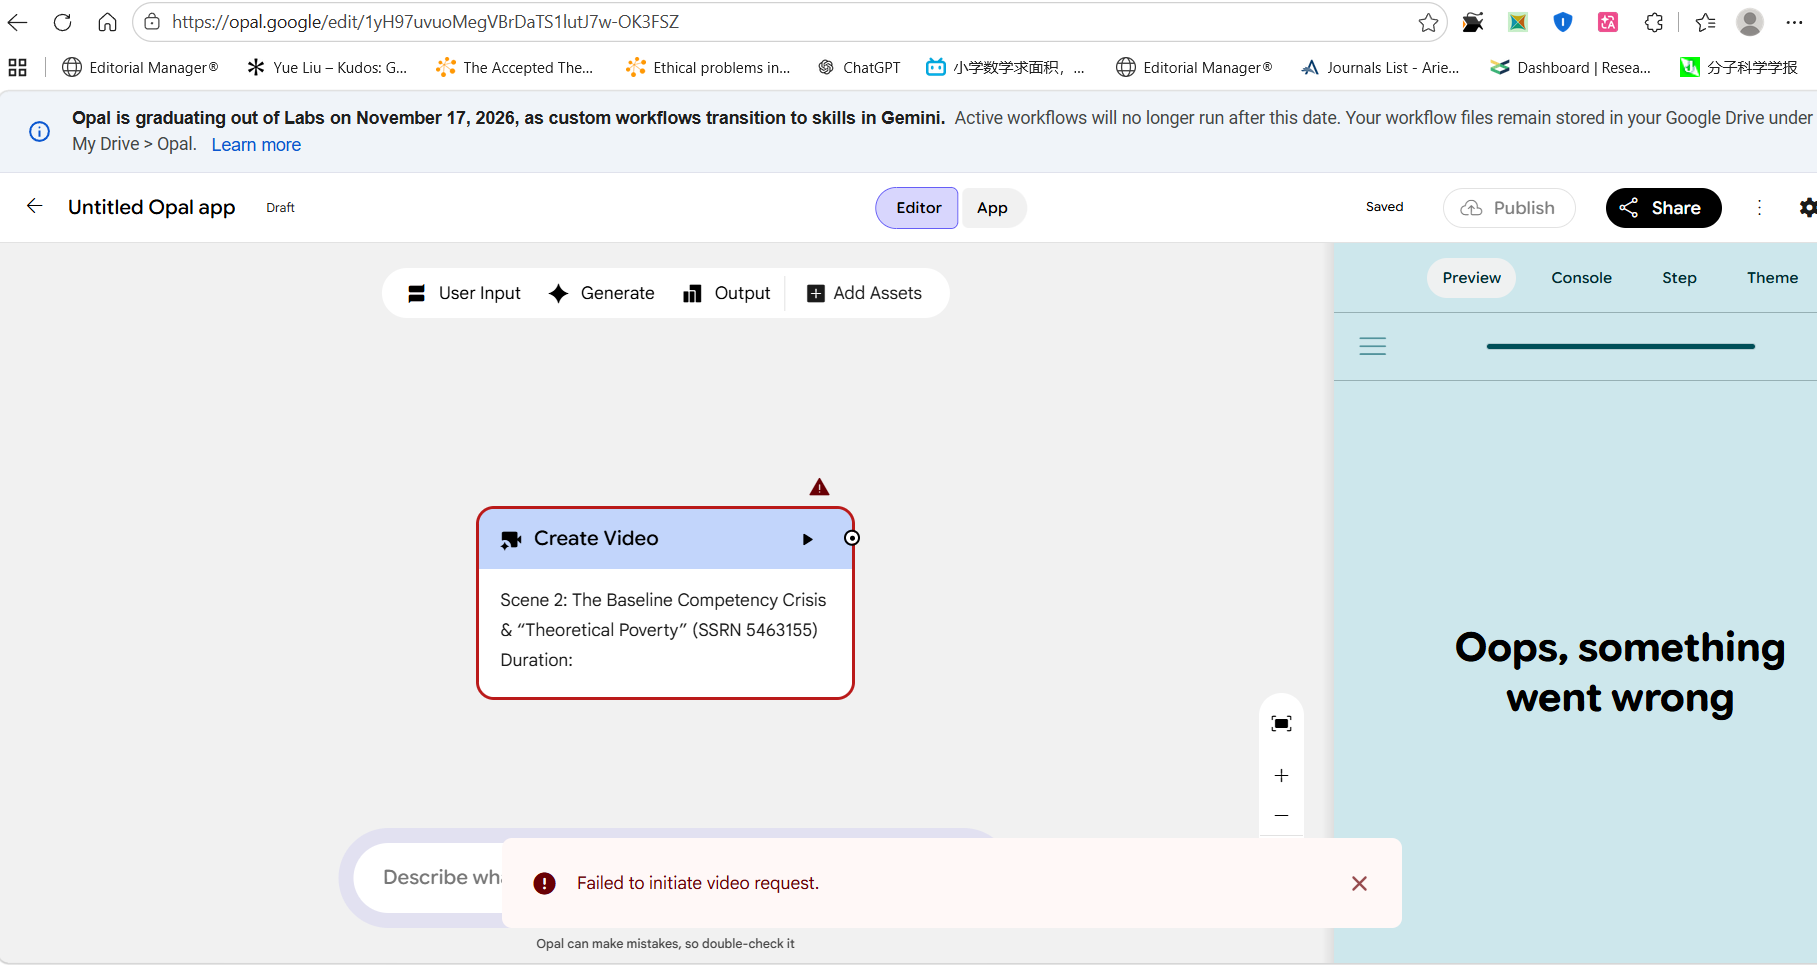 https://opal.google/edit/1yH97uvuoMegVBrDaTS1lutJ7w-OK3FSZ
Editorial Manager®
Yue Liu – Kudos: G...
The Accepted The...
Ethical problems in...
ChatGPT
小学数学求面积，...
Editorial Manager®
Journals List - Arie...
Dashboard | Resea...
分子科学学报
Opal is graduating out of Labs on November 17, 2026, as custom workflows transition to skills in Gemini. Active workflows will no longer run after this date. Your workflow files remain stored in your Google Drive under
My Drive > Opal. Learn more
Untitled Opal app
Draft
Editor
App
Saved
Publish
Share
User Input
Generate
Output
Add Assets
Preview
Console
Step
Theme
Create Video
Scene 2: The Baseline Competency Crisis
& “Theoretical Poverty” (SSRN 5463155)
Duration:
Oops, something
went wrong
Describe wh
Failed to initiate video request.
Opal can make mistakes, so double-check it